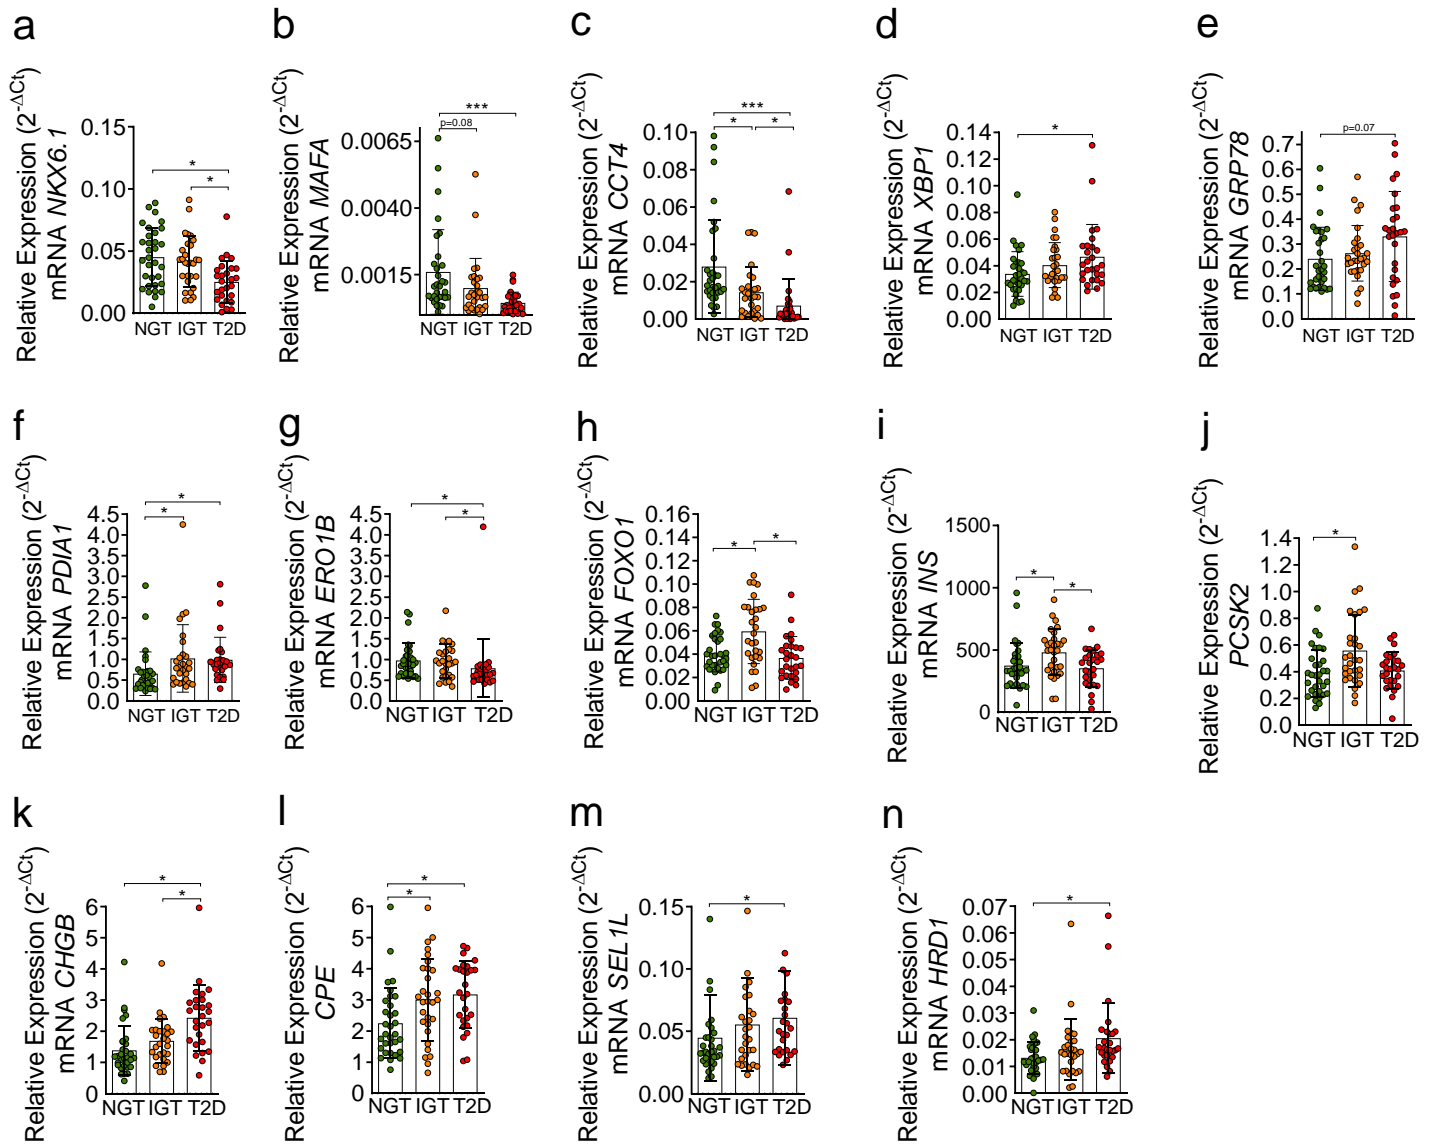 a
Relative Expression (2^-ΔCt)
mRNA NKX6.1
0.15
0.10
0.05
0.00
*
*
NGT IGT T2D
b
Relative Expression (2^-ΔCt)
mRNA MAFA
0.0065
0.0040
0.0015
***
p=0.08
NGT IGT T2D
c
Relative Expression (2^-ΔCt)
mRNA CCT4
0.10
0.08
0.06
0.04
0.02
0.00
***
* *
NGT IGT T2D
d
Relative Expression (2^-ΔCt)
mRNA XBP1
0.14
0.12
0.10
0.08
0.06
0.04
0.02
0.00
*
NGT IGT T2D
e
Relative Expression (2^-ΔCt)
mRNA GRP78
0.7
0.6
0.5
0.4
0.3
0.2
0.1
0.0
p=0.07
NGT IGT T2D
f
Relative Expression (2^-ΔCt)
mRNA PDIA1
4.5
4.0
3.5
3.0
2.5
2.0
1.5
1.0
0.5
0.0
*
*
NGT IGT T2D
g
Relative Expression (2^-ΔCt)
mRNA ERO1B
4.5
4.0
3.5
3.0
2.5
2.0
1.5
1.0
0.5
0.0
*
*
NGT IGT T2D
h
Relative Expression (2^-ΔCt)
mRNA FOXO1
0.16
0.14
0.12
0.10
0.08
0.06
0.04
0.02
0.00
* *
NGT IGT T2D
i
Relative Expression (2^-ΔCt)
mRNA INS
1500
1000
500
0
*
*
NGT IGT T2D
j
Relative Expression (2^-ΔCt)
PCSK2
1.4
1.2
1.0
0.8
0.6
0.4
0.2
0.0
*
NGT IGT T2D
k
Relative Expression (2^-ΔCt)
mRNA CHGB
6
5
4
3
2
1
0
*
*
NGT IGT T2D
l
Relative Expression (2^-ΔCt)
CPE
6
5
4
3
2
1
0
*
*
NGT IGT T2D
m
Relative Expression (2^-ΔCt)
mRNA SEL1L
0.15
0.10
0.05
0.00
*
NGT IGT T2D
n
Relative Expression (2^-ΔCt)
mRNA HRD1
0.07
0.06
0.05
0.04
0.03
0.02
0.01
0.00
*
NGT IGT T2D